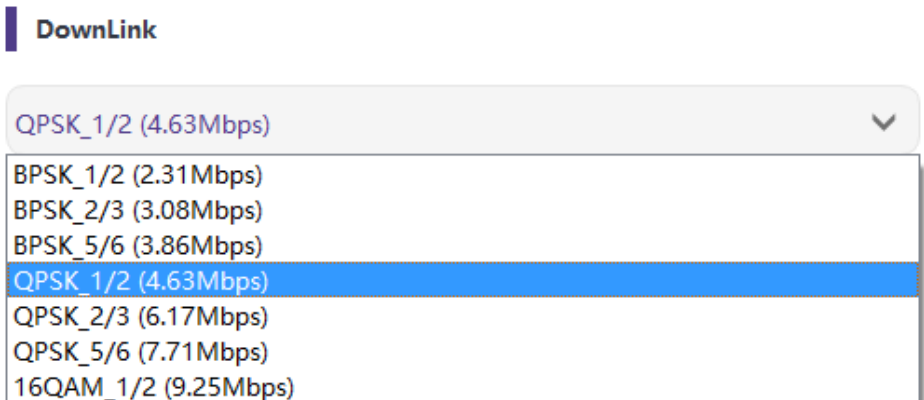 DownLink
QPSK_1/2 (4.63Mbps)
BPSK_1/2 (2.31Mbps)
BPSK_2/3 (3.08Mbps)
BPSK_5/6 (3.86Mbps)
QPSK_1/2 (4.63Mbps)
QPSK_2/3 (6.17Mbps)
QPSK_5/6 (7.71Mbps)
16QAM_1/2 (9.25Mbps)